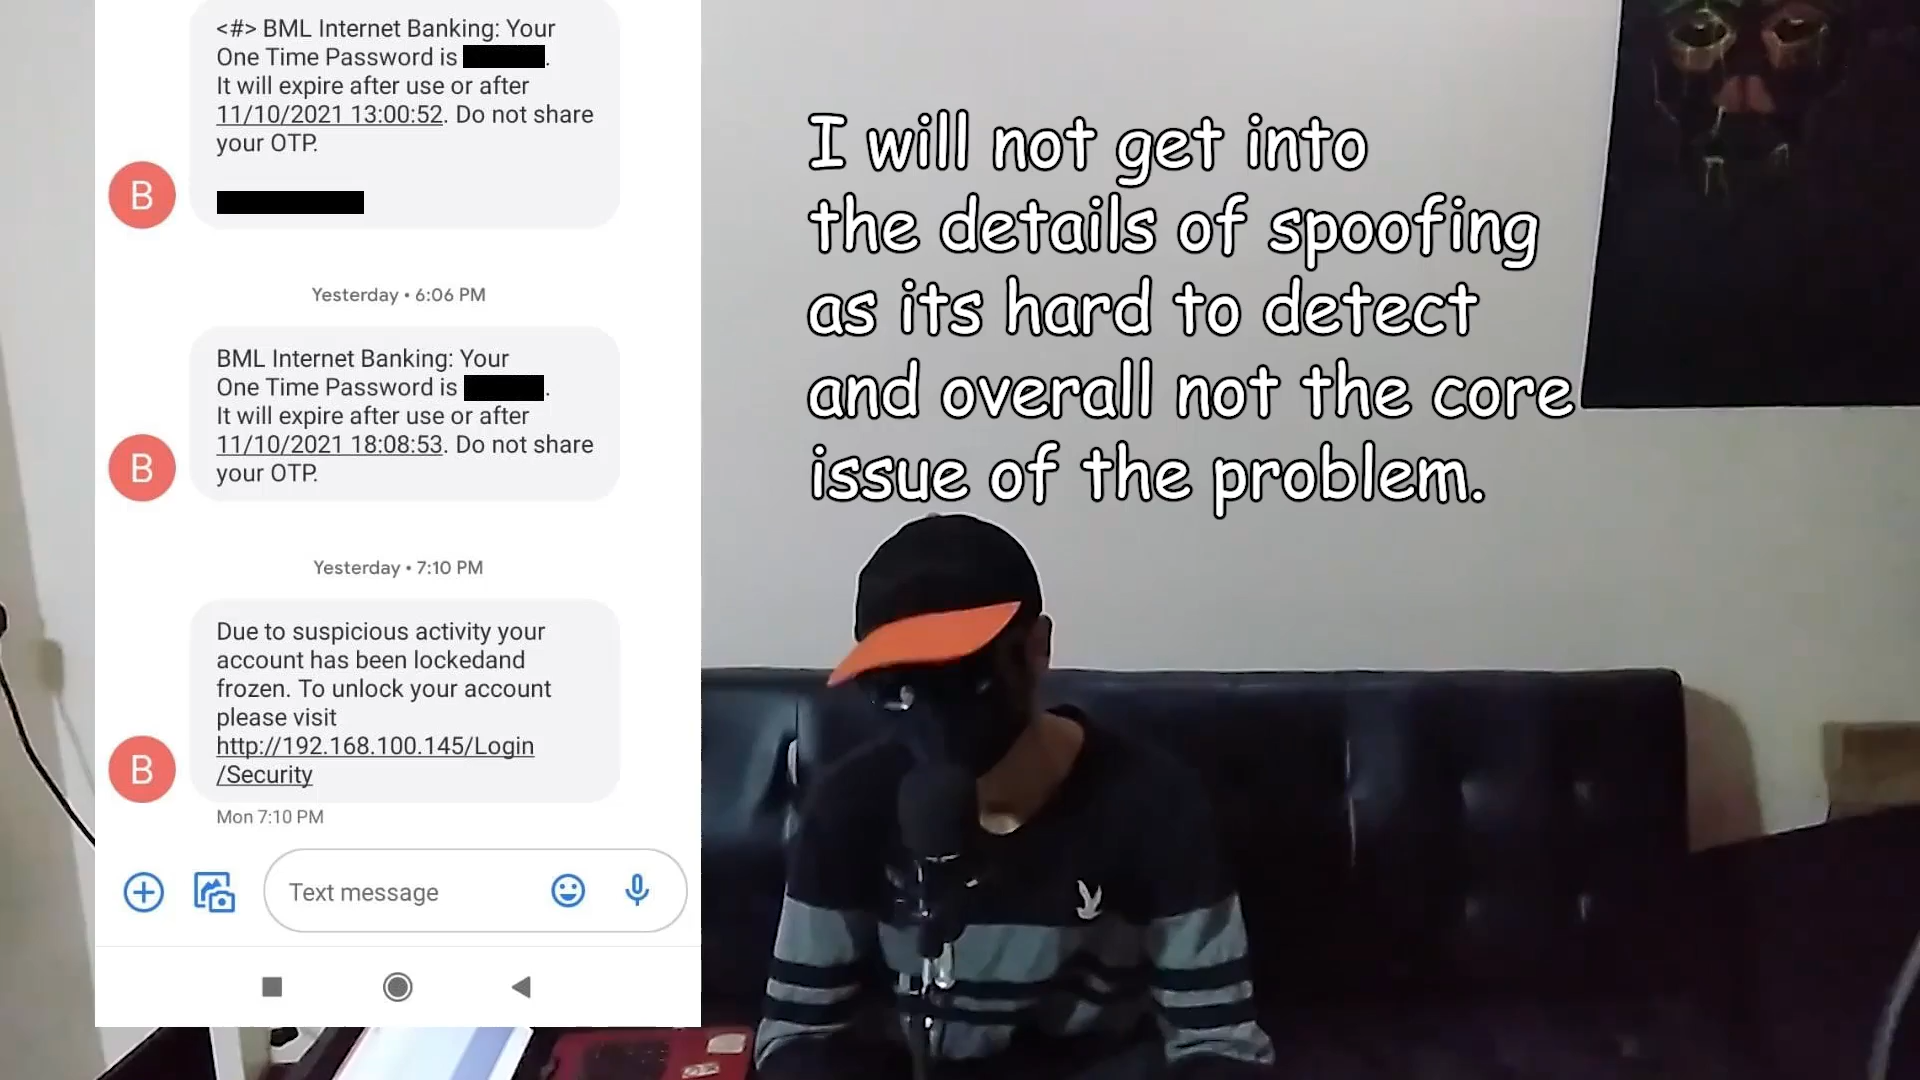 <#> BML Internet Banking: Your
One Time Password is
.
It will expire after use or after
11/10/2021 13:00:52. Do not share
your OTP.
B
Yesterday • 6:06 PM
BML Internet Banking: Your
One Time Password is
.
It will expire after use or after
11/10/2021 18:08:53. Do not share
your OTP.
B
Yesterday • 7:10 PM
Due to suspicious activity your
account has been lockedand
frozen. To unlock your account
please visit
http://192.168.100.145/Login
/Security
B
Mon 7:10 PM
Text message
I will not get into
the details of spoofing
as its hard to detect
and overall not the core
issue of the problem.